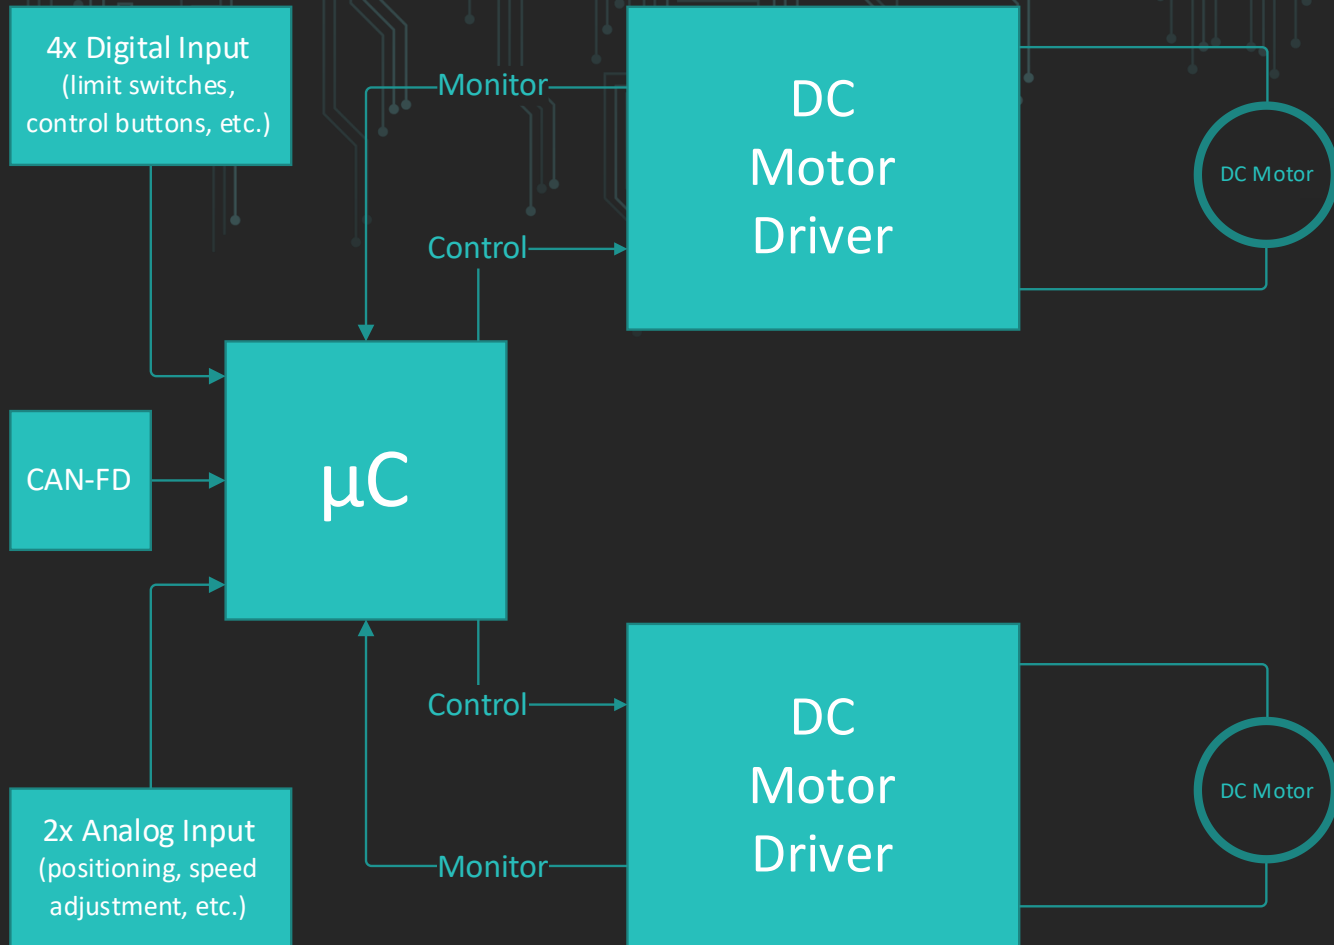 4x Digital Input
(limit switches,
control buttons, etc.)
Monitor
DC
Motor
Driver
DC Motor
Control
CAN-FD
µC
Control
DC
Motor
Driver
DC Motor
2x Analog Input
(positioning, speed
adjustment, etc.)
Monitor